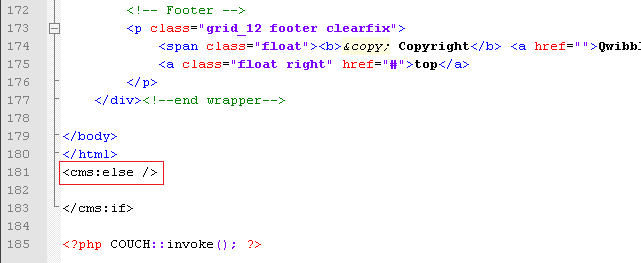 172 <!-- Footer -->
173 <p class="grid_12 footer clearfix">
174 <span class="float"><b>&copy; Copyright</b> <a href="">Qwibbl
175 <a class="float right" href="#">top</a>
176 </p>
177 </div><!--end wrapper-->
178
179 </body>
180 </html>
181 <cms:else />
182
183 </cms:if>
184
185 <?php COUCH::invoke(); ?>